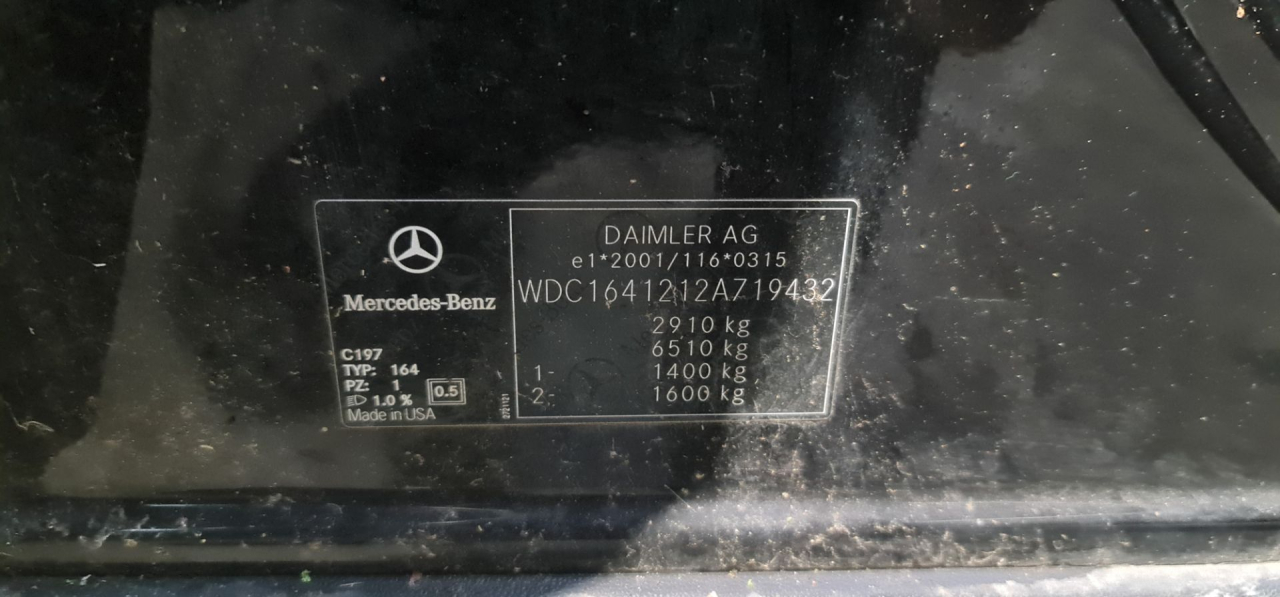 Mercedes-Benz
C197
TYP: 164
PZ: 1
1.0 %
0.5
Made in USA
DAIMLER AG
e1*2001/116*0315
WDC1641212A719432
2910 kg
6510 kg
1- 1400 kg
2- 1600 kg